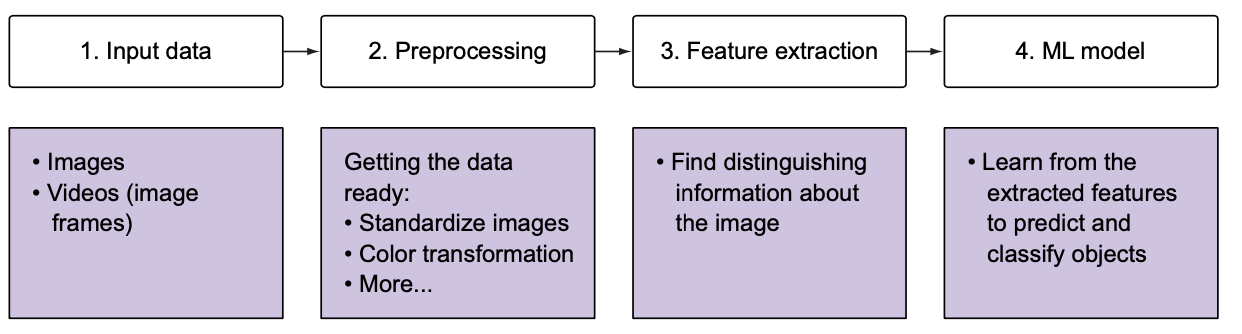 1. Input data
2. Preprocessing
3. Feature extraction
4. ML model
• Images
• Videos (image
frames)
Getting the data
ready:
• Standardize images
• Color transformation
• More...
• Find distinguishing
information about
the image
• Learn from the
extracted features
to predict and
classify objects